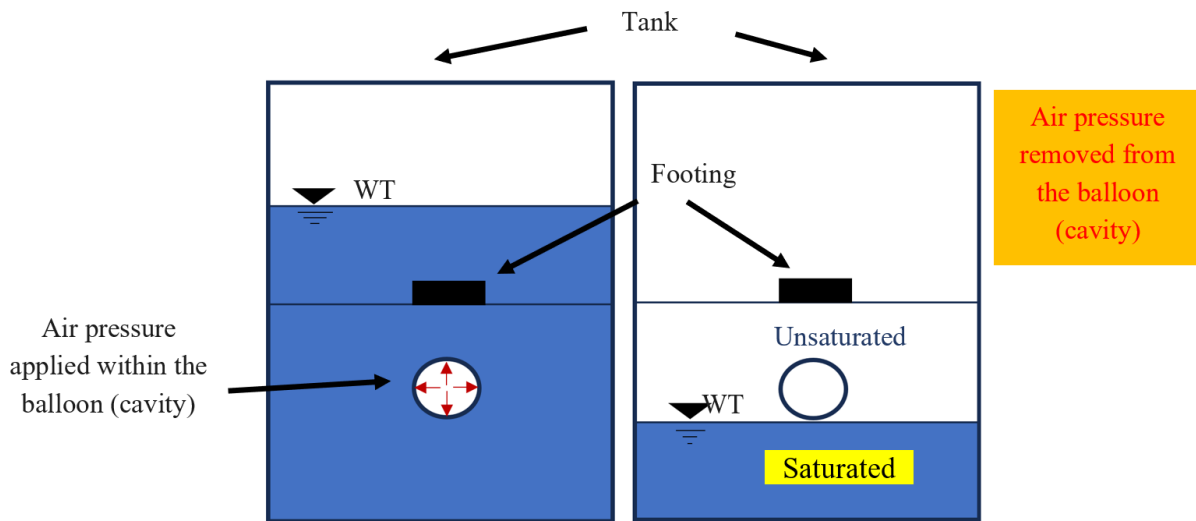 Tank
WT
Footing
Air pressure
removed from
the balloon
(cavity)
Air pressure
applied within the
balloon (cavity)
Unsaturated
WT
Saturated